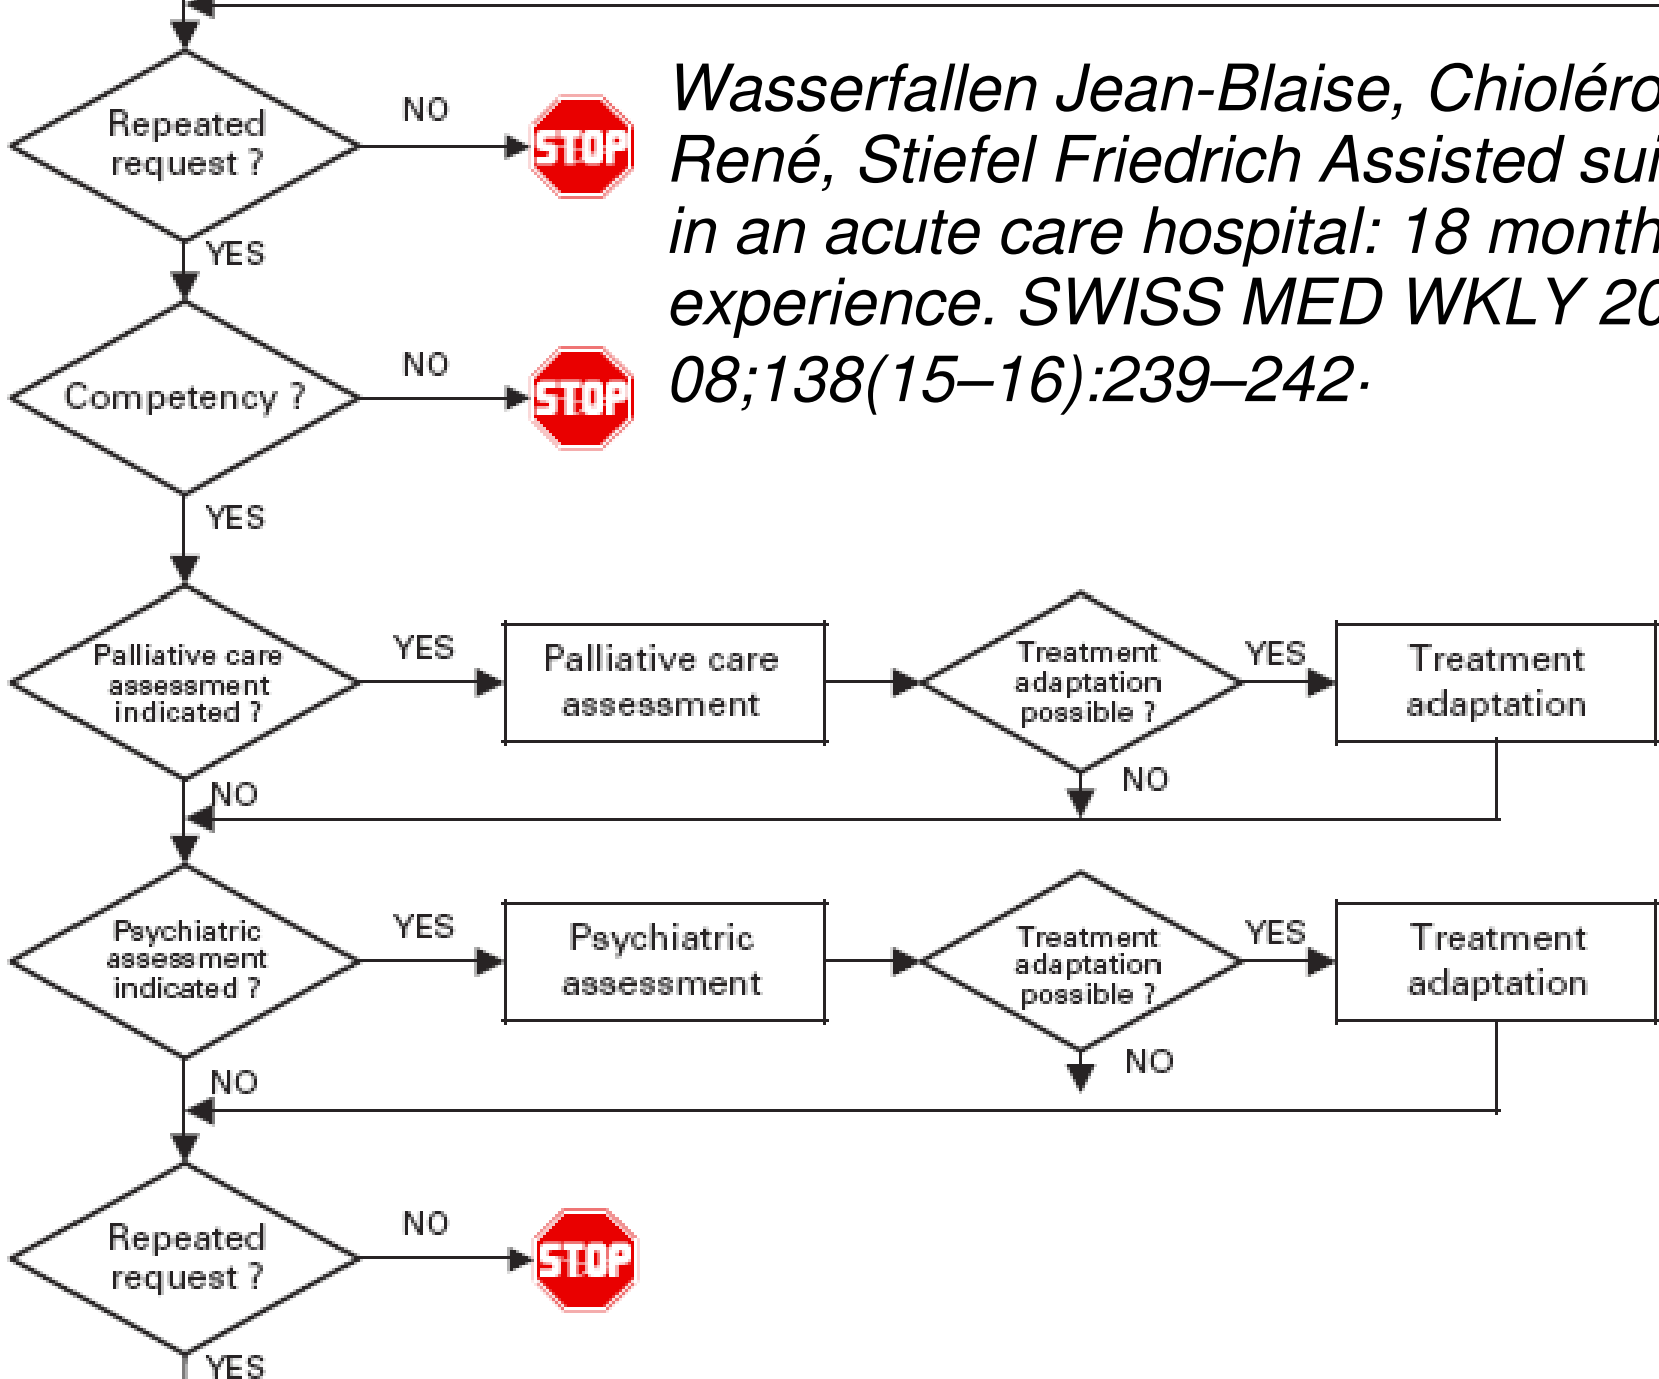 Wasserfallen Jean-Blaise, Chioléro
René, Stiefel Friedrich Assisted sui
in an acute care hospital: 18 month
experience. SWISS MED WKLY 20
08;138(15–16):239–242·
Repeated
request ?
NO
STOP
YES
Competency ?
NO
STOP
YES
Palliative care
assessment
indicated ?
YES
Palliative care
assessment
Treatment
adaptation
possible ?
YES
Treatment
adaptation
NO
NO
Psychiatric
assessment
indicated ?
YES
Psychiatric
assessment
Treatment
adaptation
possible ?
YES
Treatment
adaptation
NO
NO
Repeated
request ?
NO
STOP
YES